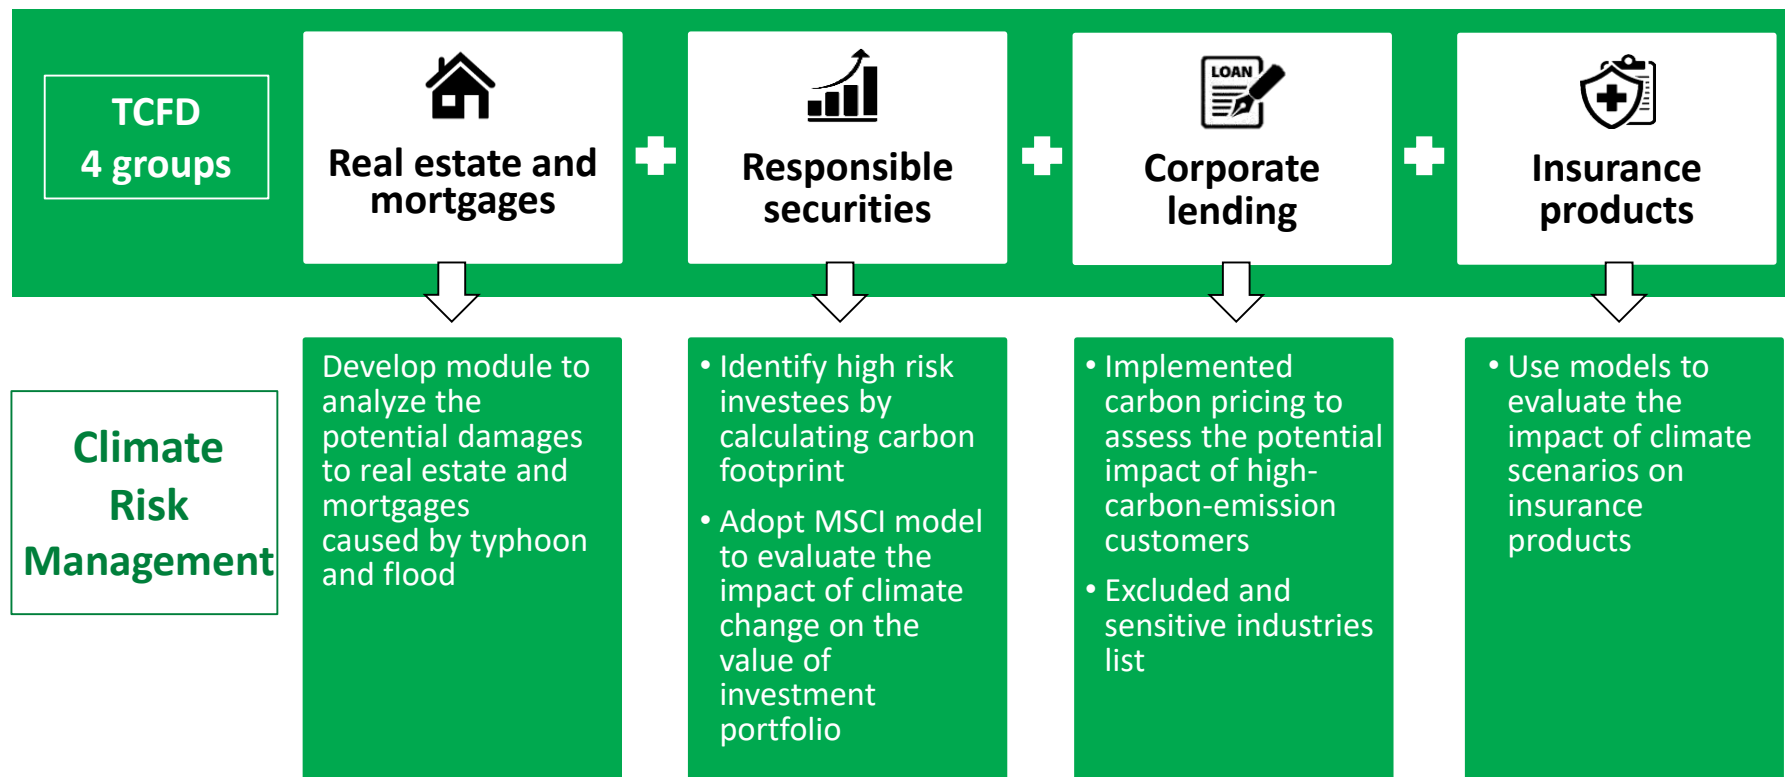 TCFD
4 groups
Real estate and
mortgages
Responsible
securities
LOAN
Corporate
lending
Insurance
products
Climate
Risk
Management
Develop module to
analyze the
potential damages
to real estate and
mortgages
caused by typhoon
and flood
• Identify high risk
investees by
calculating carbon
footprint
• Adopt MSCI model
to evaluate the
impact of climate
change on the
value of
investment
portfolio
• Implemented
carbon pricing to
assess the potential
impact of high-
carbon-emission
customers
• Excluded and
sensitive industries
list
• Use models to
evaluate the
impact of climate
scenarios on
insurance
products